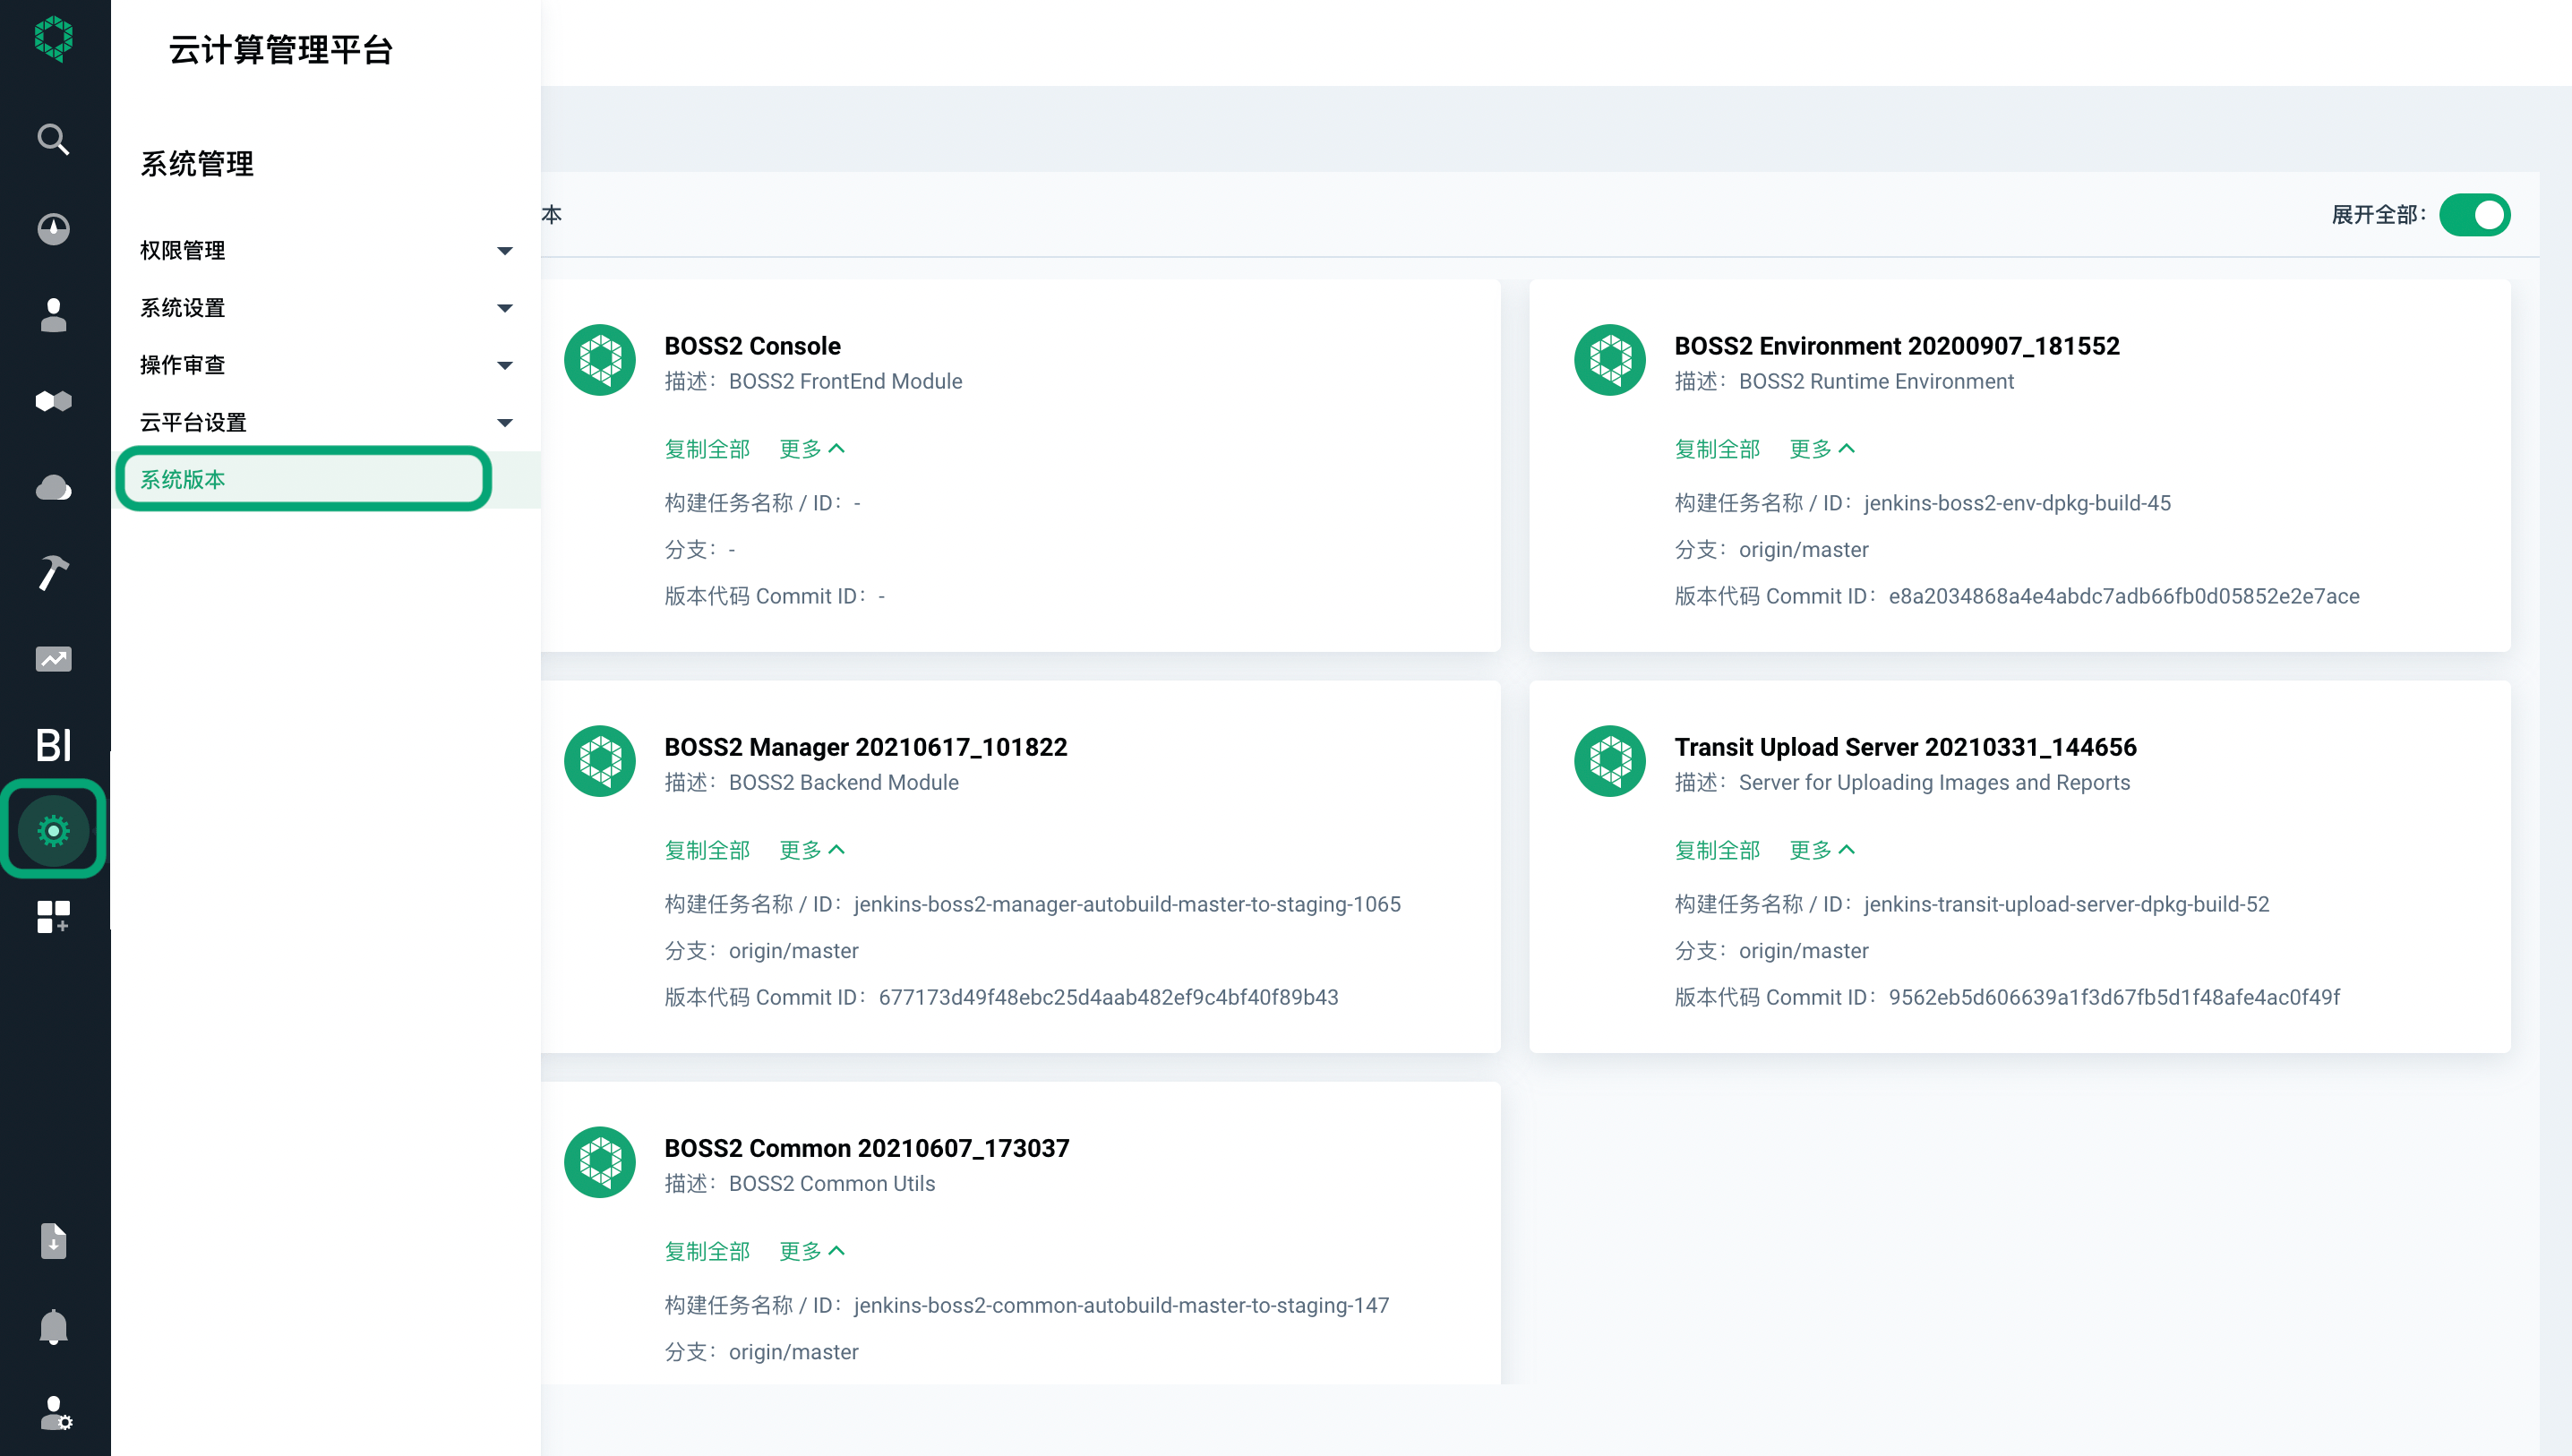 云计算管理平台
系统管理
权限管理
系统设置
操作审查
云平台设置
系统版本
BI
本
展开全部：
BOSS2 Console
描述：BOSS2 FrontEnd Module
复制全部 更多
构建任务名称 / ID：-
分支：-
版本代码 Commit ID：-
BOSS2 Environment 20200907_181552
描述：BOSS2 Runtime Environment
复制全部 更多
构建任务名称 / ID：jenkins-boss2-env-dpkg-build-45
分支：origin/master
版本代码 Commit ID：e8a2034868a4e4abdc7adb66fb0d05852e2e7ace
BOSS2 Manager 20210617_101822
描述：BOSS2 Backend Module
复制全部 更多
构建任务名称 / ID：jenkins-boss2-manager-autobuild-master-to-staging-1065
分支：origin/master
版本代码 Commit ID：677173d49f48ebc25d4aab482ef9c4bf40f89b43
Transit Upload Server 20210331_144656
描述：Server for Uploading Images and Reports
复制全部 更多
构建任务名称 / ID：jenkins-transit-upload-server-dpkg-build-52
分支：origin/master
版本代码 Commit ID：9562eb5d606639a1f3d67fb5d1f48afe4ac0f49f
BOSS2 Common 20210607_173037
描述：BOSS2 Common Utils
复制全部 更多
构建任务名称 / ID：jenkins-boss2-common-autobuild-master-to-staging-147
分支：origin/master